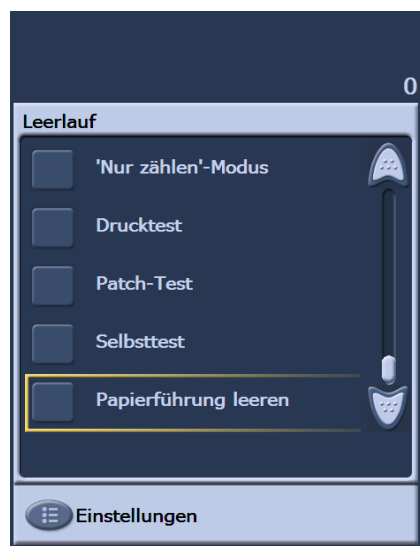 0
Leerlauf
'Nur zählen'-Modus
Drucktest
Patch-Test
Selbsttest
Papierführung leeren
Einstellungen